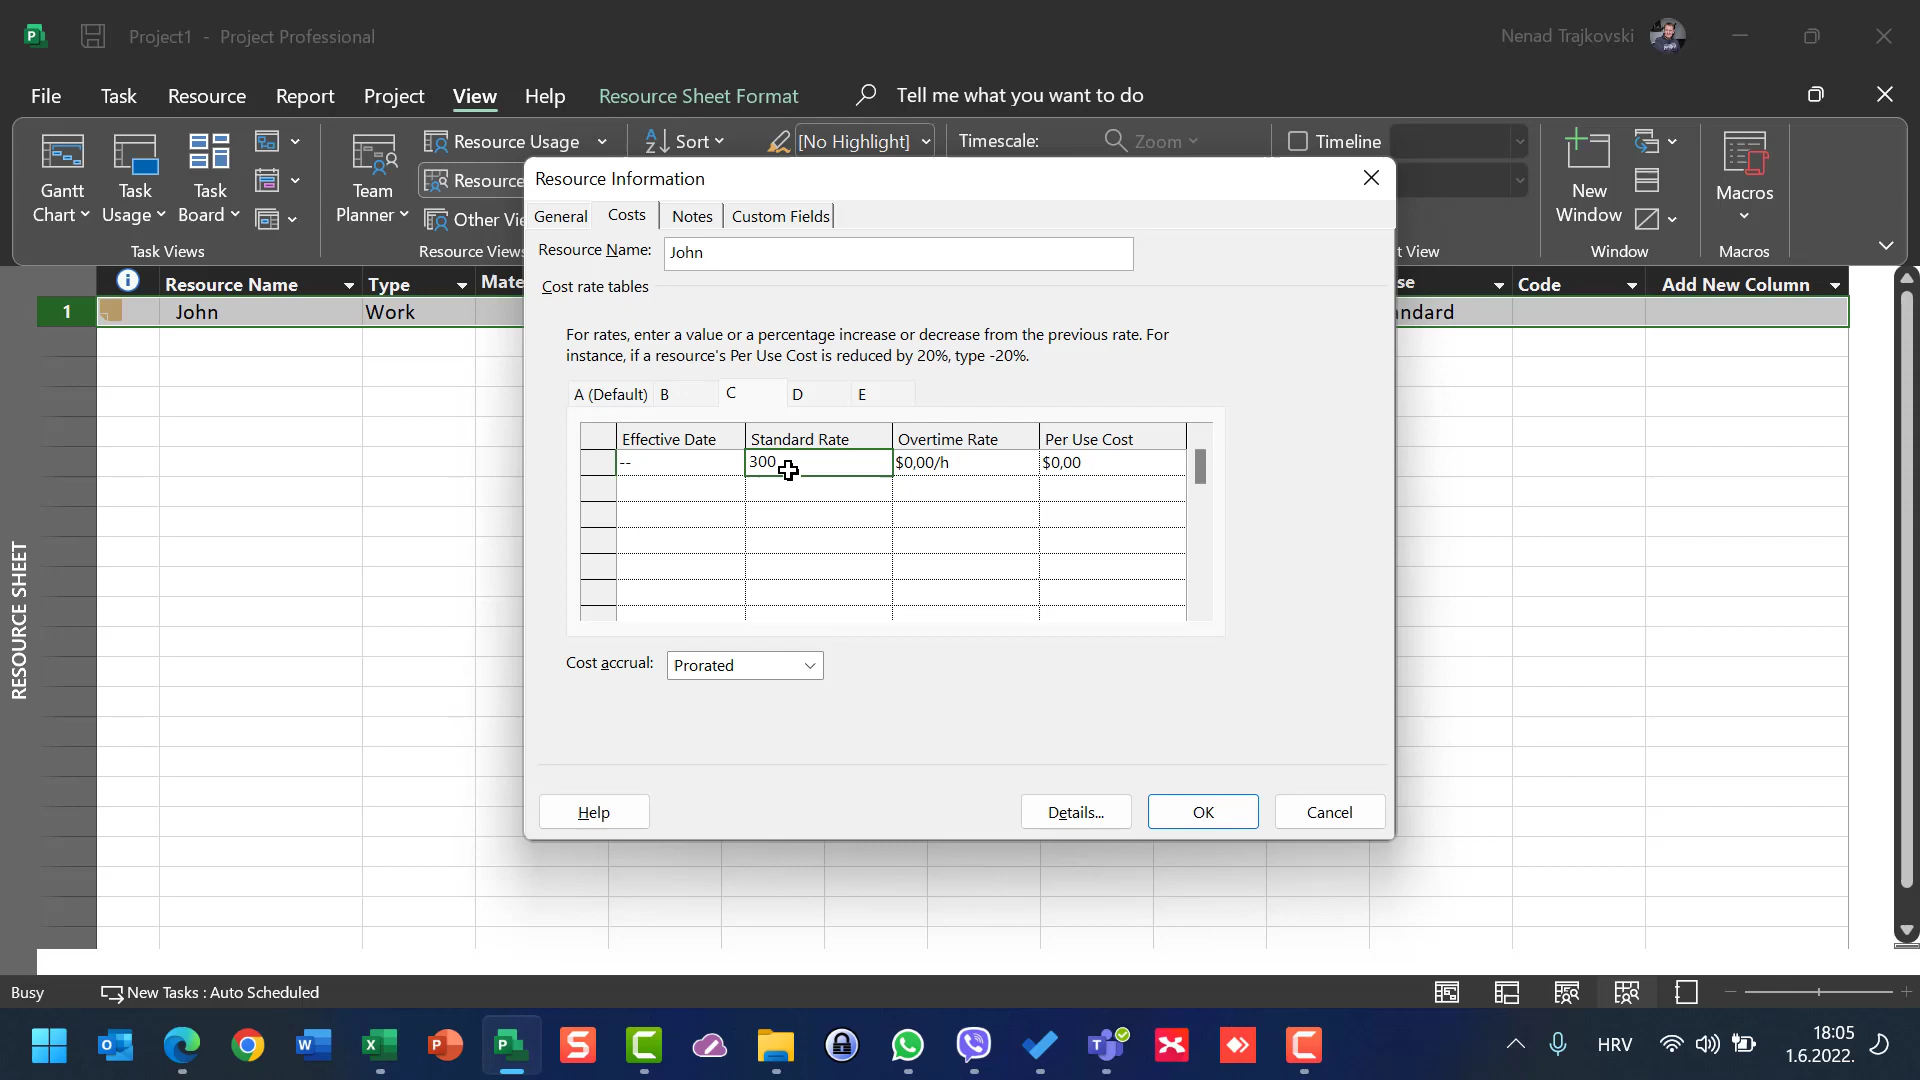 Project1 - Project Professional
Nenad Trajkovski
File Task Resource Report Project View Help Resource Sheet Format Tell me what you want to do
Gantt Chart
Task Usage
Task Board
Task Views
Team Planner
Resource Usage
Resource
Other Vie
Resource Views
Sort
[No Highlight]
Timescale:
Zoom
Timeline
t View
New Window
Window
Macros
Macros
Resource Name Type Mate
se Code Add New Column
1 John Work
ndard
RESOURCE SHEET
Resource Information
General Costs Notes Custom Fields
Resource Name: John
Cost rate tables
For rates, enter a value or a percentage increase or decrease from the previous rate. For
instance, if a resource's Per Use Cost is reduced by 20%, type -20%.
A (Default) B C D E
Effective Date Standard Rate Overtime Rate Per Use Cost
-- 300 $0,00/h $0,00
Cost accrual: Prorated
Help Details... OK Cancel
Busy New Tasks : Auto Scheduled
HRV
18:05
1.6.2022.